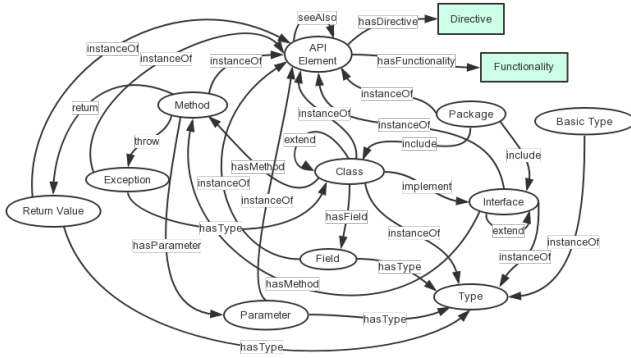 seeAlso
Directive
hasDirective
instanceOf
API
Element
instanceOf
hasFunctionality
Functionality
instanceOf
instanceOf
return
Method
Package
Basic Type
instanceOf
instanceOf
throw
extend
include
include
hasMethod
Exception
instanceOf
Class
implement
Return Value
Interface
hasType
hasField
extend
instanceOf
instanceOf
hasParameter
instanceOf
Field
hasType
instanceOf
hasMethod
Type
Parameter
hasType
hasType